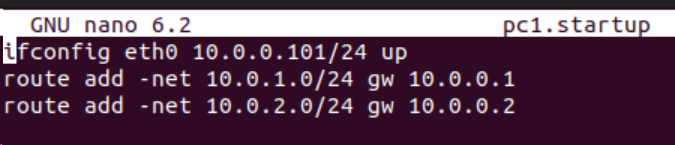 GNU nano 6.2 pc1.startup
ifconfig eth0 10.0.0.101/24 up
route add -net 10.0.1.0/24 gw 10.0.0.1
route add -net 10.0.2.0/24 gw 10.0.0.2